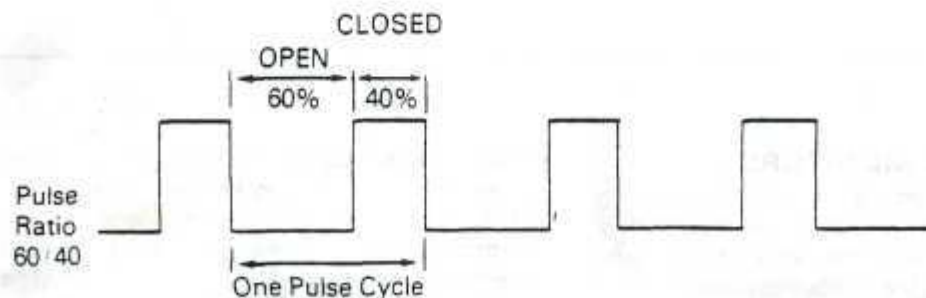 CLOSED
OPEN
60%
40%
Pulse
Ratio
60/40
One Pulse Cycle